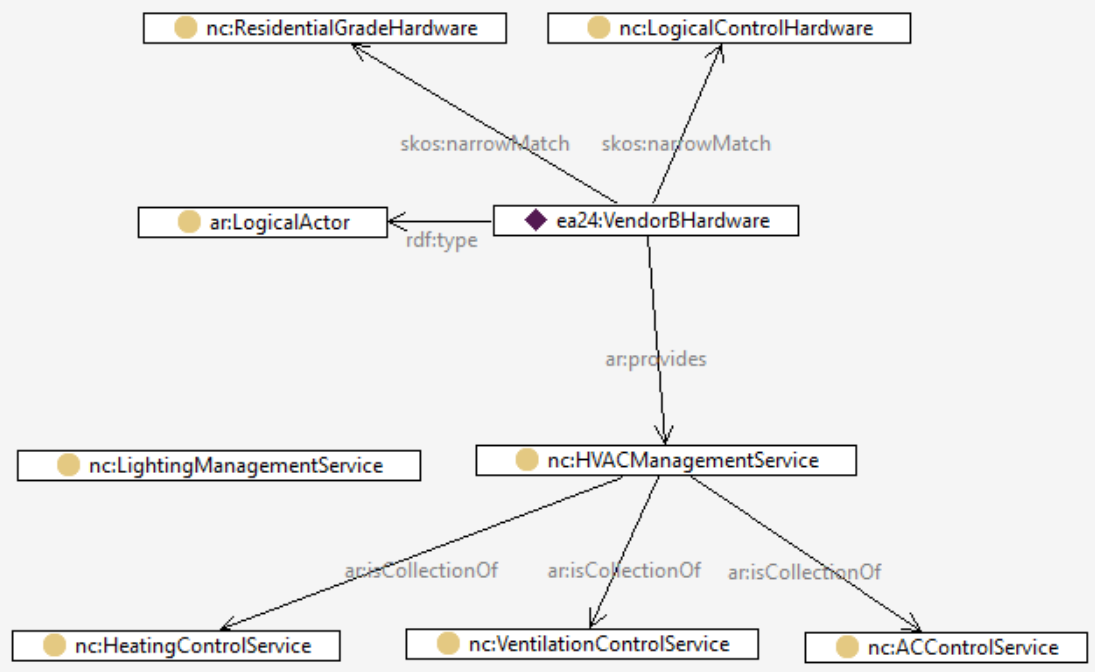 nc:ResidentialGradeHardware
nc:LogicalControlHardware
skos:narrowMatch
skos:narrowMatch
ar:LogicalActor
ea24:VendorBHardware
rdf:type
ar:provides
nc:LightingManagementService
nc:HVACManagementService
ar:isCollectionOf
ar:isCollectionOf
ar:isCollectionOf
nc:HeatingControlService
nc:VentilationControlService
nc:ACControlService